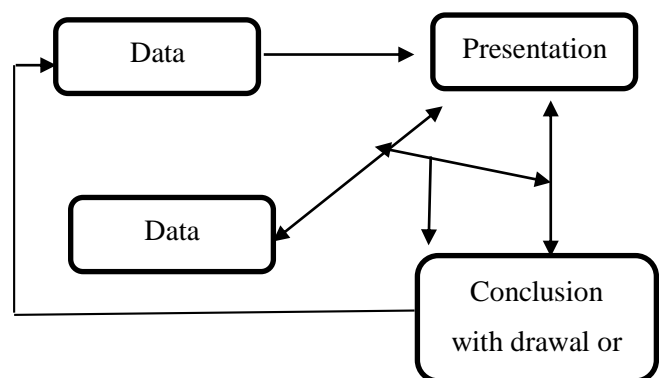 Data
Presentation
Data
Conclusion
with drawal or